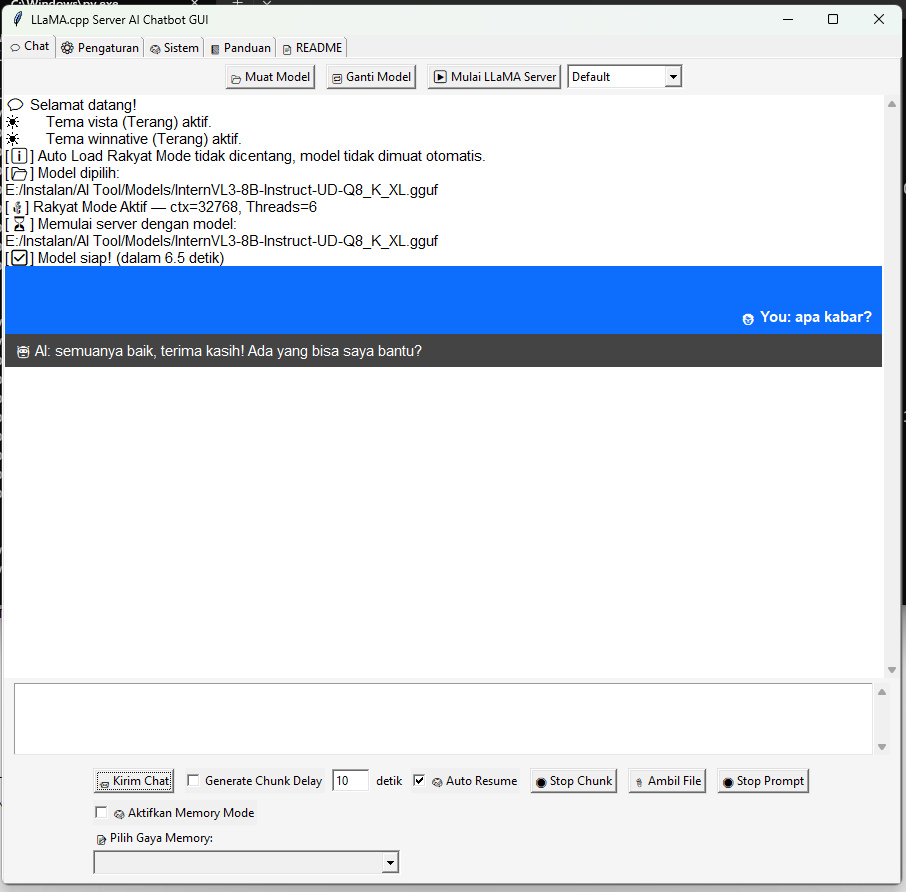 C:\Windows\py.exe
LLaMA.cpp Server AI Chatbot GUI
Chat Pengaturan Sistem Panduan README
Muat Model Ganti Model Mulai LLaMA Server Default
Selamat datang!
Tema vista (Terang) aktif.
Tema winnative (Terang) aktif.
[ℹ] Auto Load Rakyat Mode tidak dicentang, model tidak dimuat otomatis.
[📂] Model dipilih:
E:/Instalan/AI Tool/Models/InternVL3-8B-Instruct-UD-Q8_K_XL.gguf
[ ] Rakyat Mode Aktif — ctx=32768, Threads=6
[⏳] Memulai server dengan model:
E:/Instalan/AI Tool/Models/InternVL3-8B-Instruct-UD-Q8_K_XL.gguf
[☑] Model siap! (dalam 6.5 detik)
You: apa kabar?
AI: semuanya baik, terima kasih! Ada yang bisa saya bantu?
Kirim Chat Generate Chunk Delay 10 detik Auto Resume Stop Chunk Ambil File Stop Prompt
Aktifkan Memory Mode
Pilih Gaya Memory: